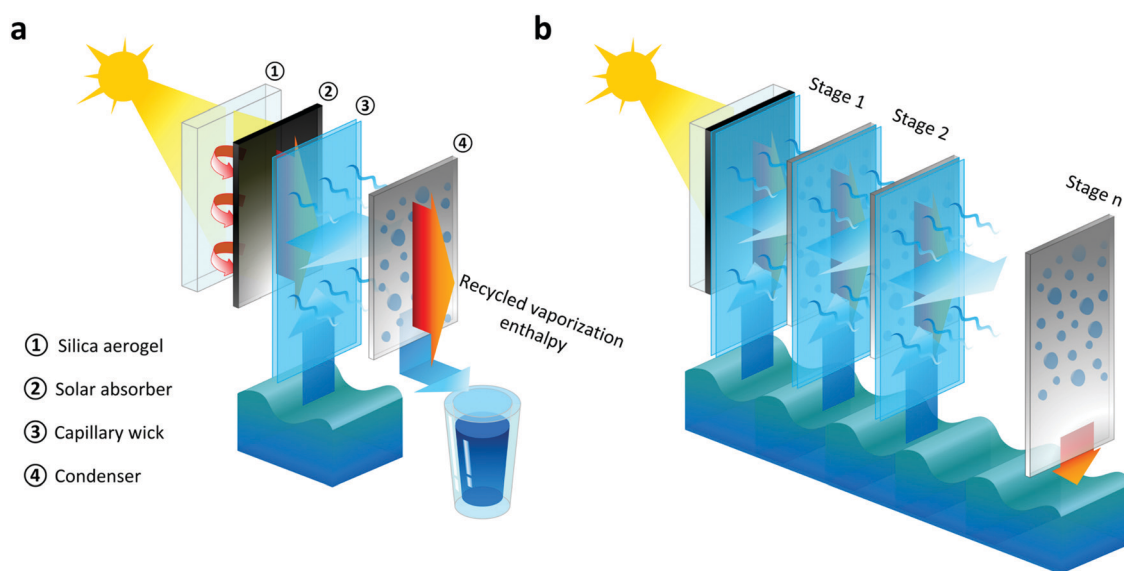 a
①
②
③
④
Recycled vaporization
enthalpy
① Silica aerogel
② Solar absorber
③ Capillary wick
④ Condenser
b
Stage 1
Stage 2
Stage n